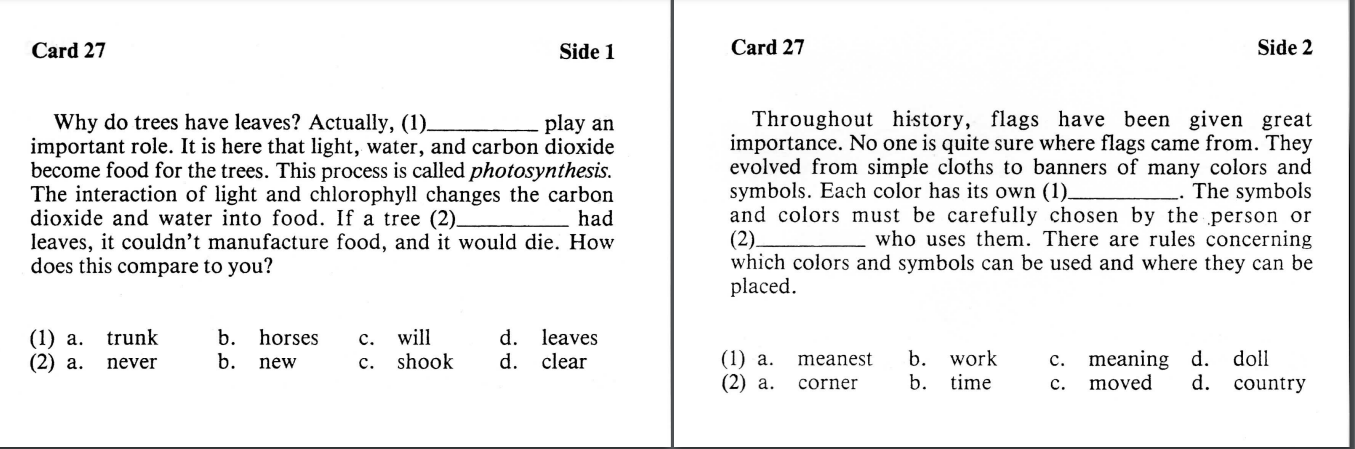 Card 27 Side 1
Why do trees have leaves? Actually, (1)__________ play an
important role. It is here that light, water, and carbon dioxide
become food for the trees. This process is called photosynthesis.
The interaction of light and chlorophyll changes the carbon
dioxide and water into food. If a tree (2)__________ had
leaves, it couldn't manufacture food, and it would die. How
does this compare to you?
(1) a. trunk b. horses c. will d. leaves
(2) a. never b. new c. shook d. clear
Card 27 Side 2
Throughout history, flags have been given great
importance. No one is quite sure where flags came from. They
evolved from simple cloths to banners of many colors and
symbols. Each color has its own (1)__________. The symbols
and colors must be carefully chosen by the person or
(2)__________ who uses them. There are rules concerning
which colors and symbols can be used and where they can be
placed.
(1) a. meanest b. work c. meaning d. doll
(2) a. corner b. time c. moved d. country